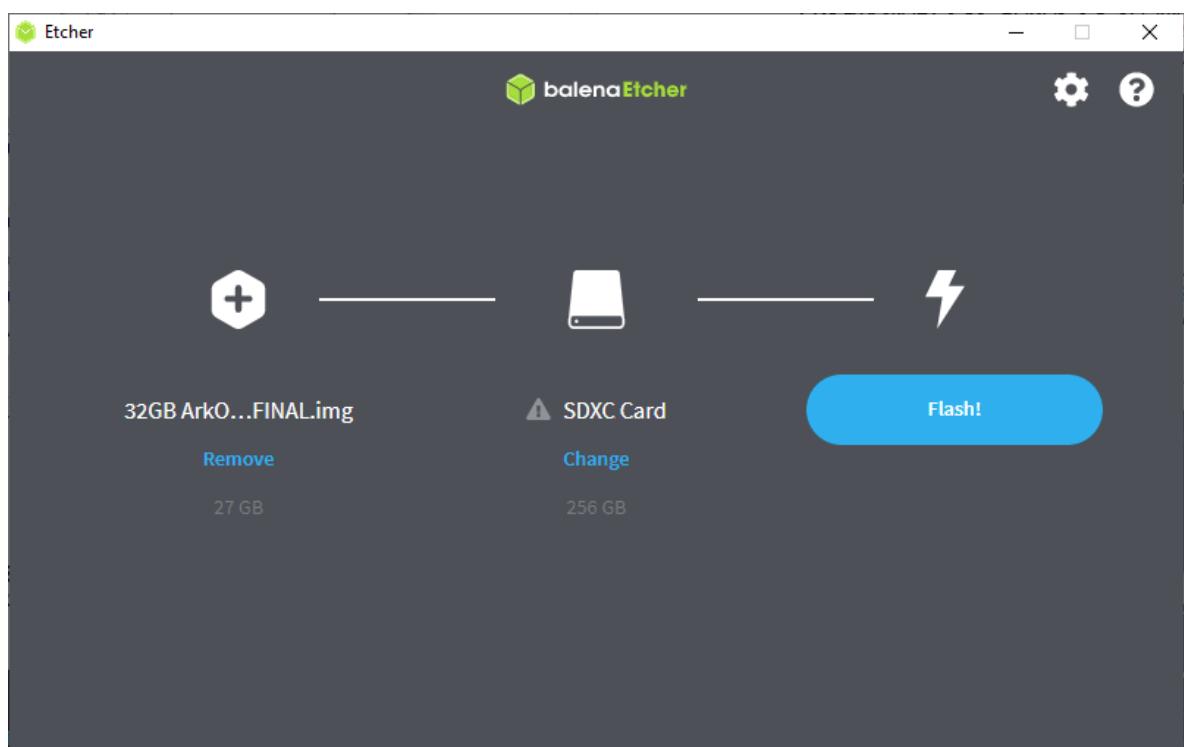 Etcher
balenaEtcher
32GB ArkO...FINAL.img
SDXC Card
Flash!
Remove
Change
27 GB
256 GB